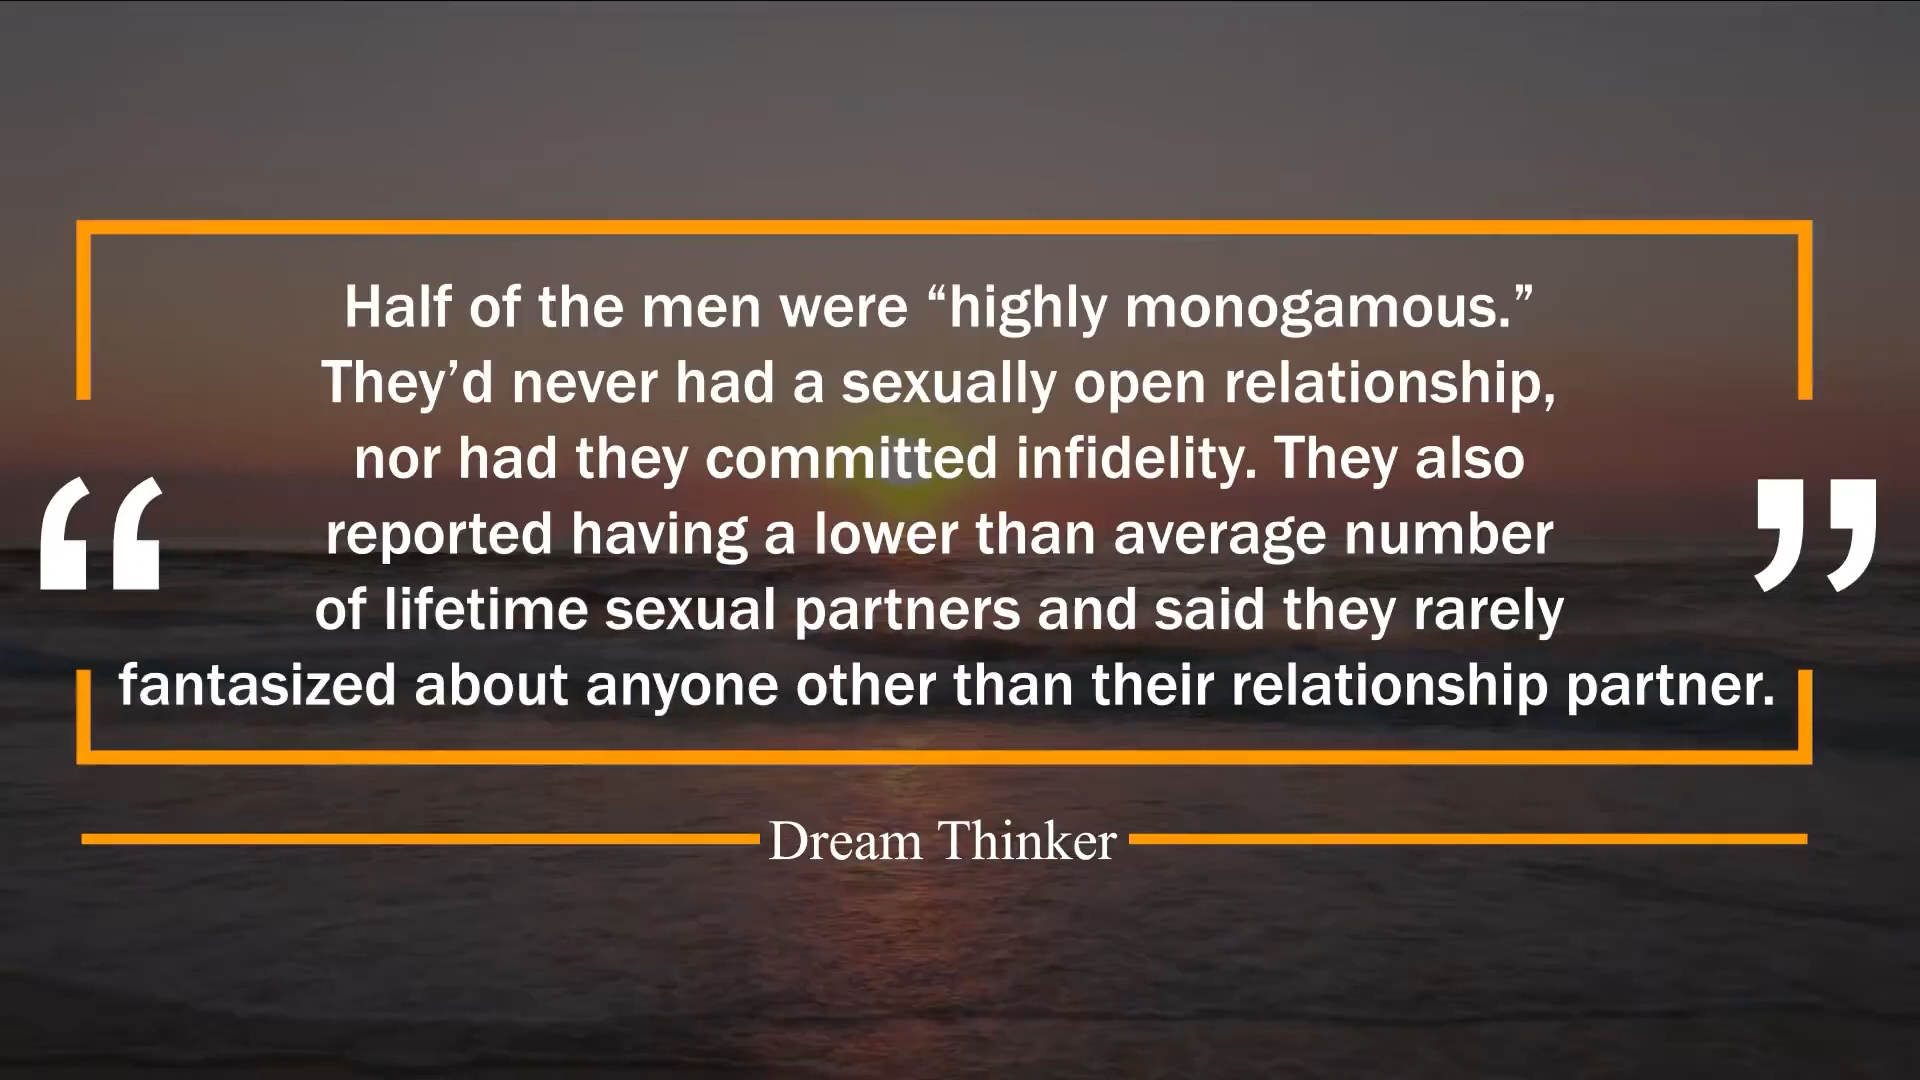 Half of the men were “highly monogamous.”
They’d never had a sexually open relationship,
nor had they committed infidelity. They also
reported having a lower than average number
of lifetime sexual partners and said they rarely
fantasized about anyone other than their relationship partner.
“ ”
Dream Thinker